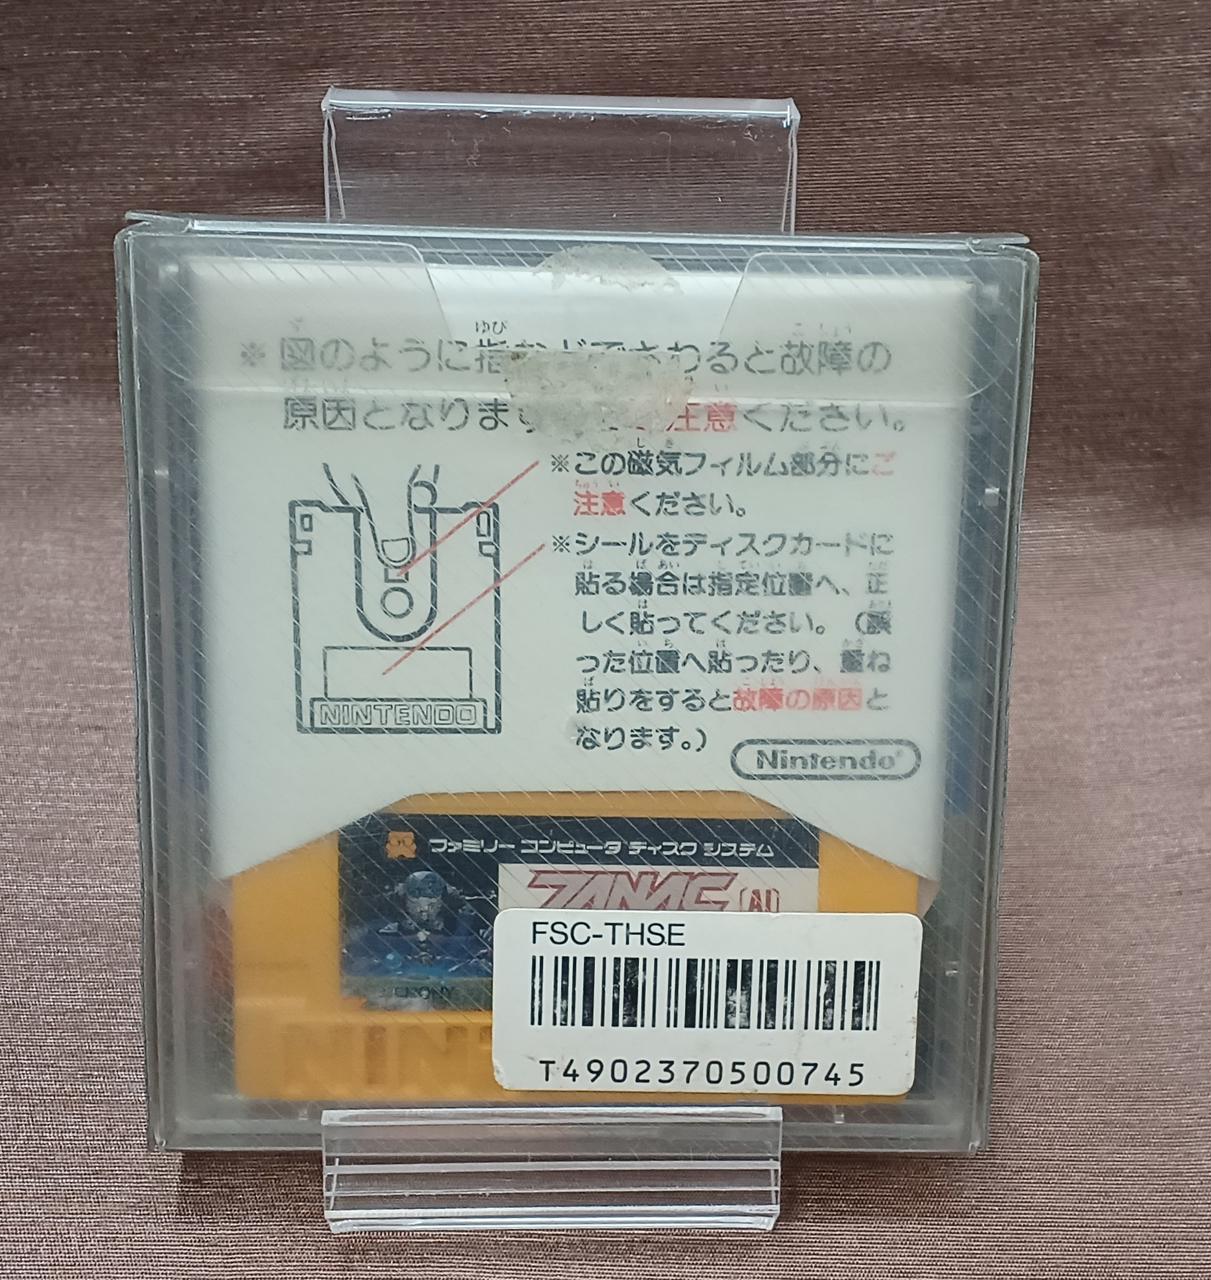 ※図のように指などでさわると故障の
原因となります ご注意ください。
※この磁気フィルム部分にご
注意ください。
※シールをディスクカードに
貼る場合は指定位置へ、正
しく貼ってください。(誤
った位置へ貼ったり、重ね
貼りをすると故障の原因と
なります。)
NINTENDO
Nintendo
ファミリー コンピュータ ディスク システム
ZANAC [AI]
FSC-THSE
T4902370500745